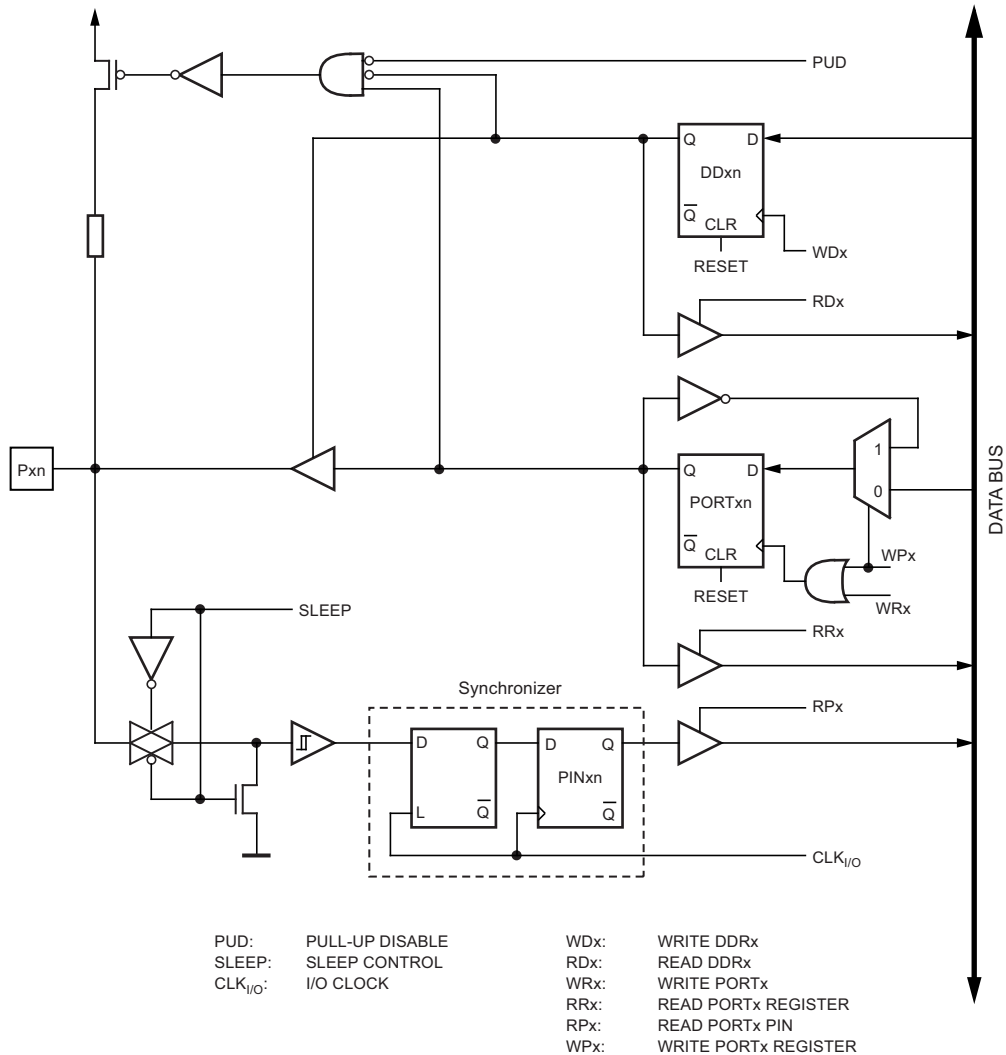 PUD
Q D
DDxn
Q
CLR
RESET
WDx
RDx
Pxn
1
0
Q D
PORTxn
Q
CLR
RESET
WPx
WRx
DATA BUS
SLEEP
RRx
Synchronizer
RPx
D Q
L Q
D Q
PINxn
Q
CLKI/O
PUD: PULL-UP DISABLE
SLEEP: SLEEP CONTROL
CLKI/O: I/O CLOCK
WDx: WRITE DDRx
RDx: READ DDRx
WRx: WRITE PORTx
RRx: READ PORTx REGISTER
RPx: READ PORTx PIN
WPx: WRITE PORTx REGISTER